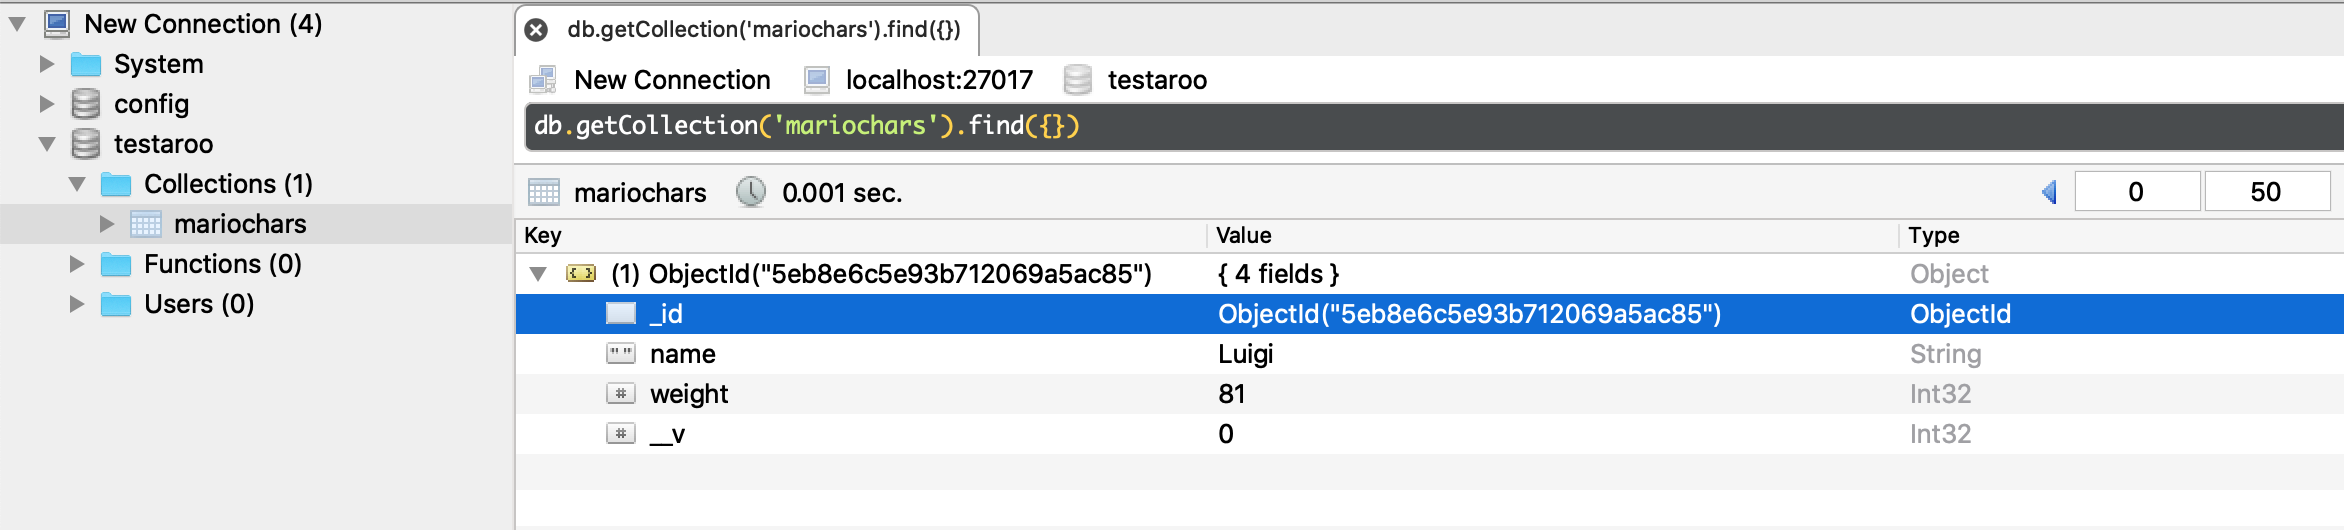 New Connection (4)
System
config
testaroo
Collections (1)
mariochars
Functions (0)
Users (0)
db.getCollection('mariochars').find({})
New Connection localhost:27017 testaroo
db.getCollection('mariochars').find({})
mariochars 0.001 sec. 0 50
Key Value Type
(1) ObjectId("5eb8e6c5e93b712069a5ac85") { 4 fields } Object
_id ObjectId("5eb8e6c5e93b712069a5ac85") ObjectId
name Luigi String
weight 81 Int32
__v 0 Int32